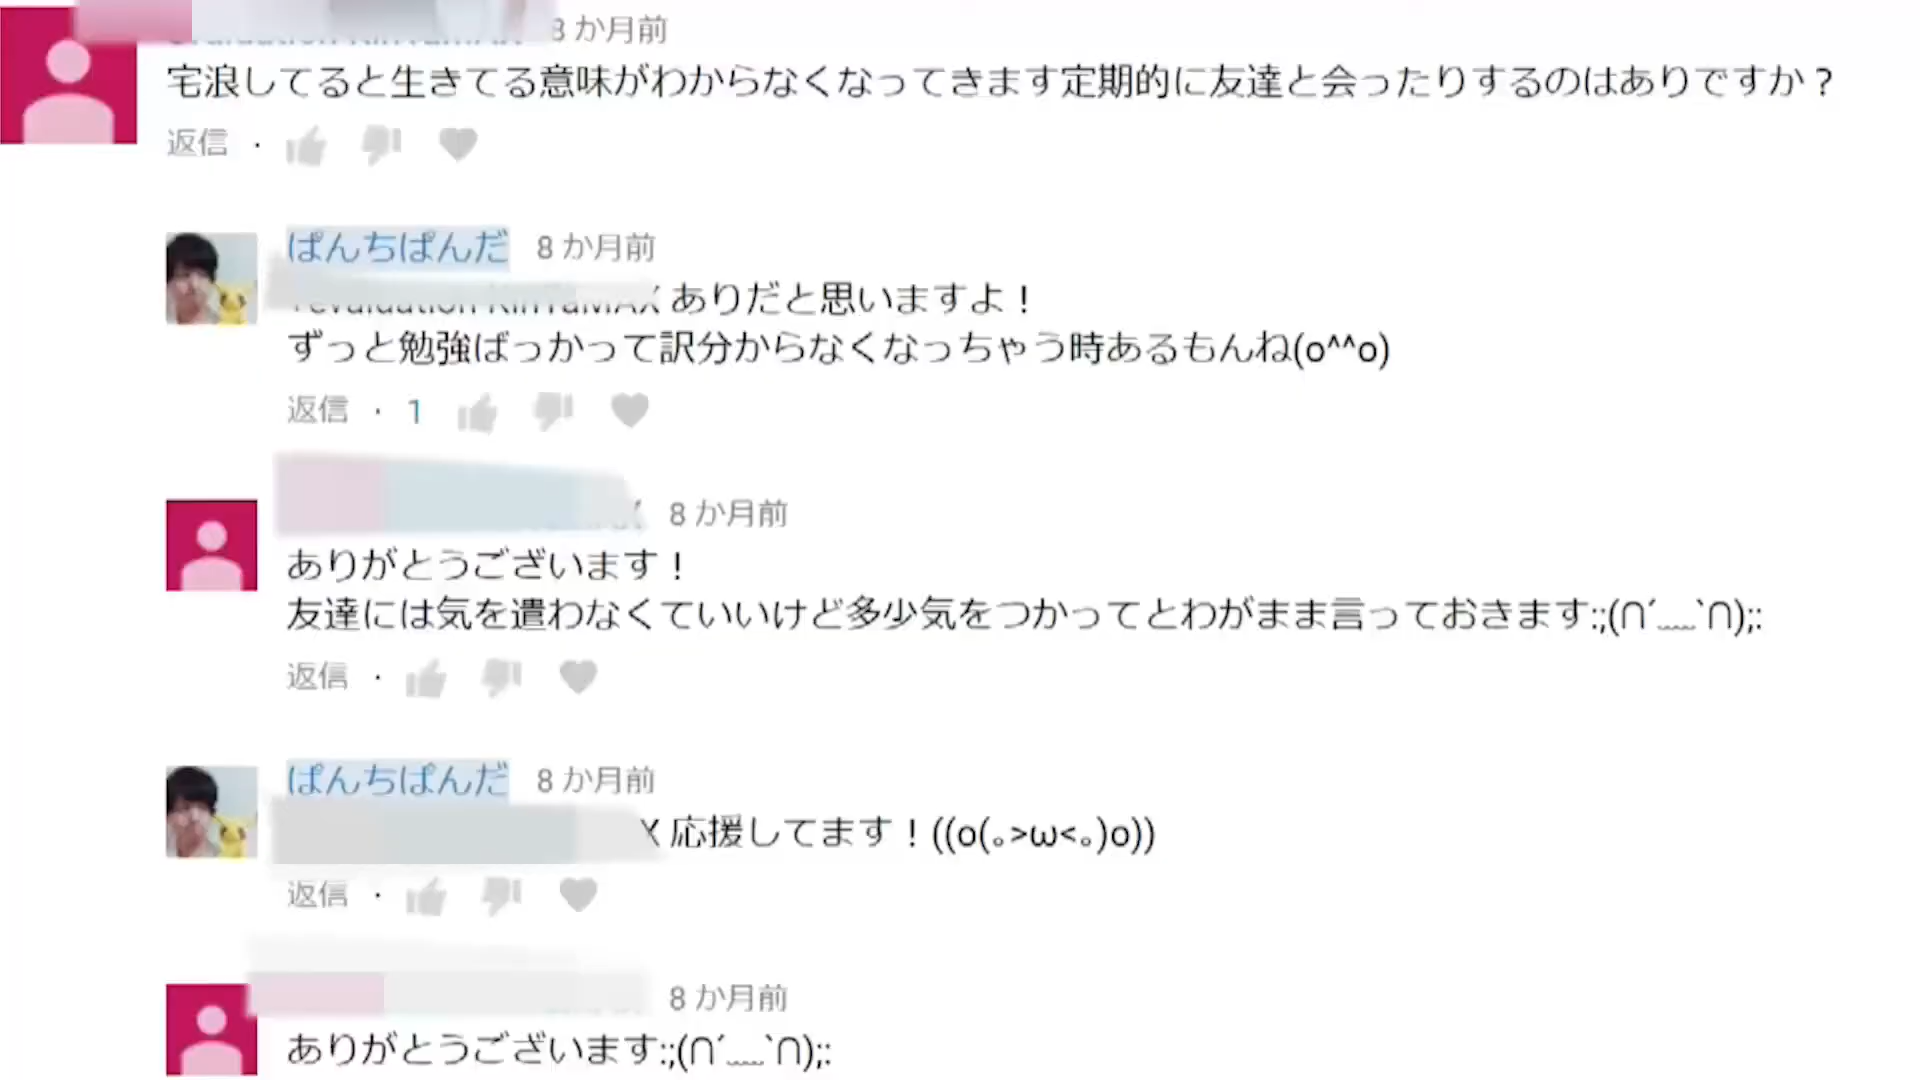 8 か月前
宅浪してると生きてる意味がわからなくなってきます定期的に友達と会ったりするのはありですか？
返信 ・
ぱんちぱんだ 8 か月前
ありだと思いますよ！
ずっと勉強ばっかって訳分からなくなっちゃう時あるもんね(o^^o)
返信 ・ 1
8 か月前
ありがとうございます！
友達には気を遣わなくていいけど多少気をつかってとわがまま言っておきます:;(∩´﹏`∩);:
返信 ・
ぱんちぱんだ 8 か月前
X 応援してます！((o(｡>ω<｡)o))
返信 ・
8 か月前
ありがとうございます:;(∩´﹏`∩);: